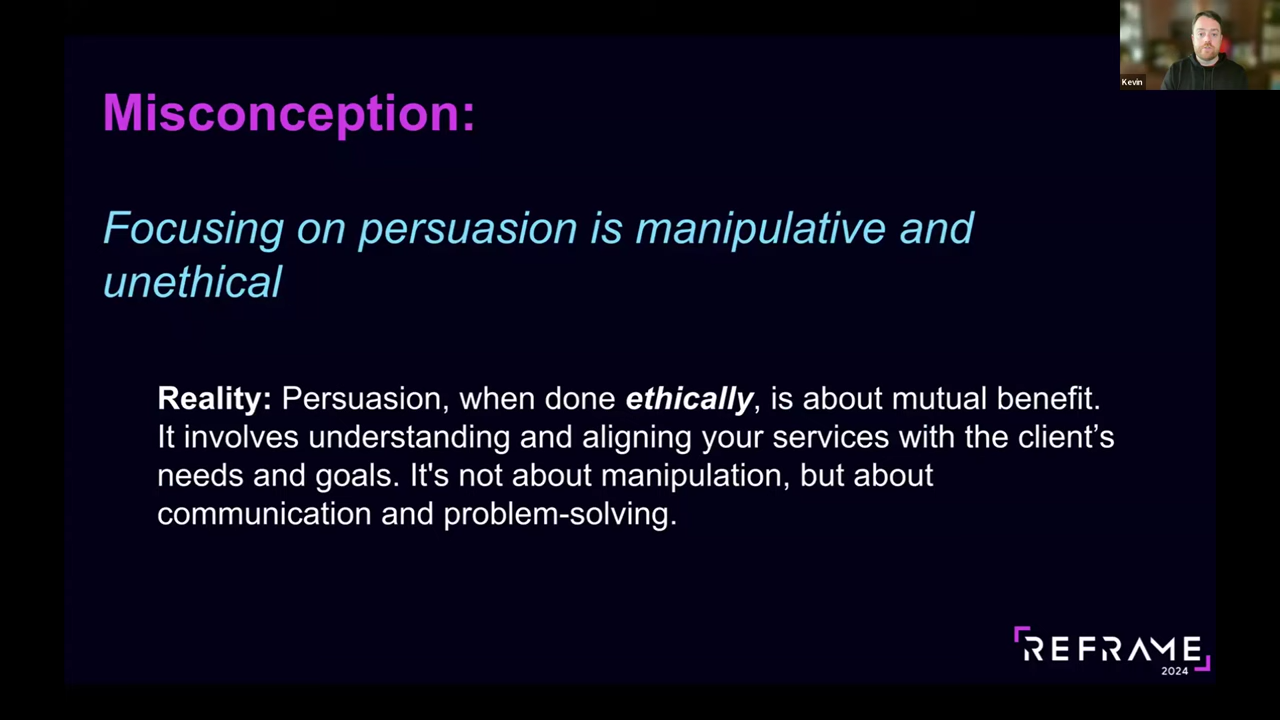 Kevin
Misconception:
Focusing on persuasion is manipulative and
unethical
Reality: Persuasion, when done ethically, is about mutual benefit.
It involves understanding and aligning your services with the client’s
needs and goals. It's not about manipulation, but about
communication and problem-solving.
REFRAME
2024